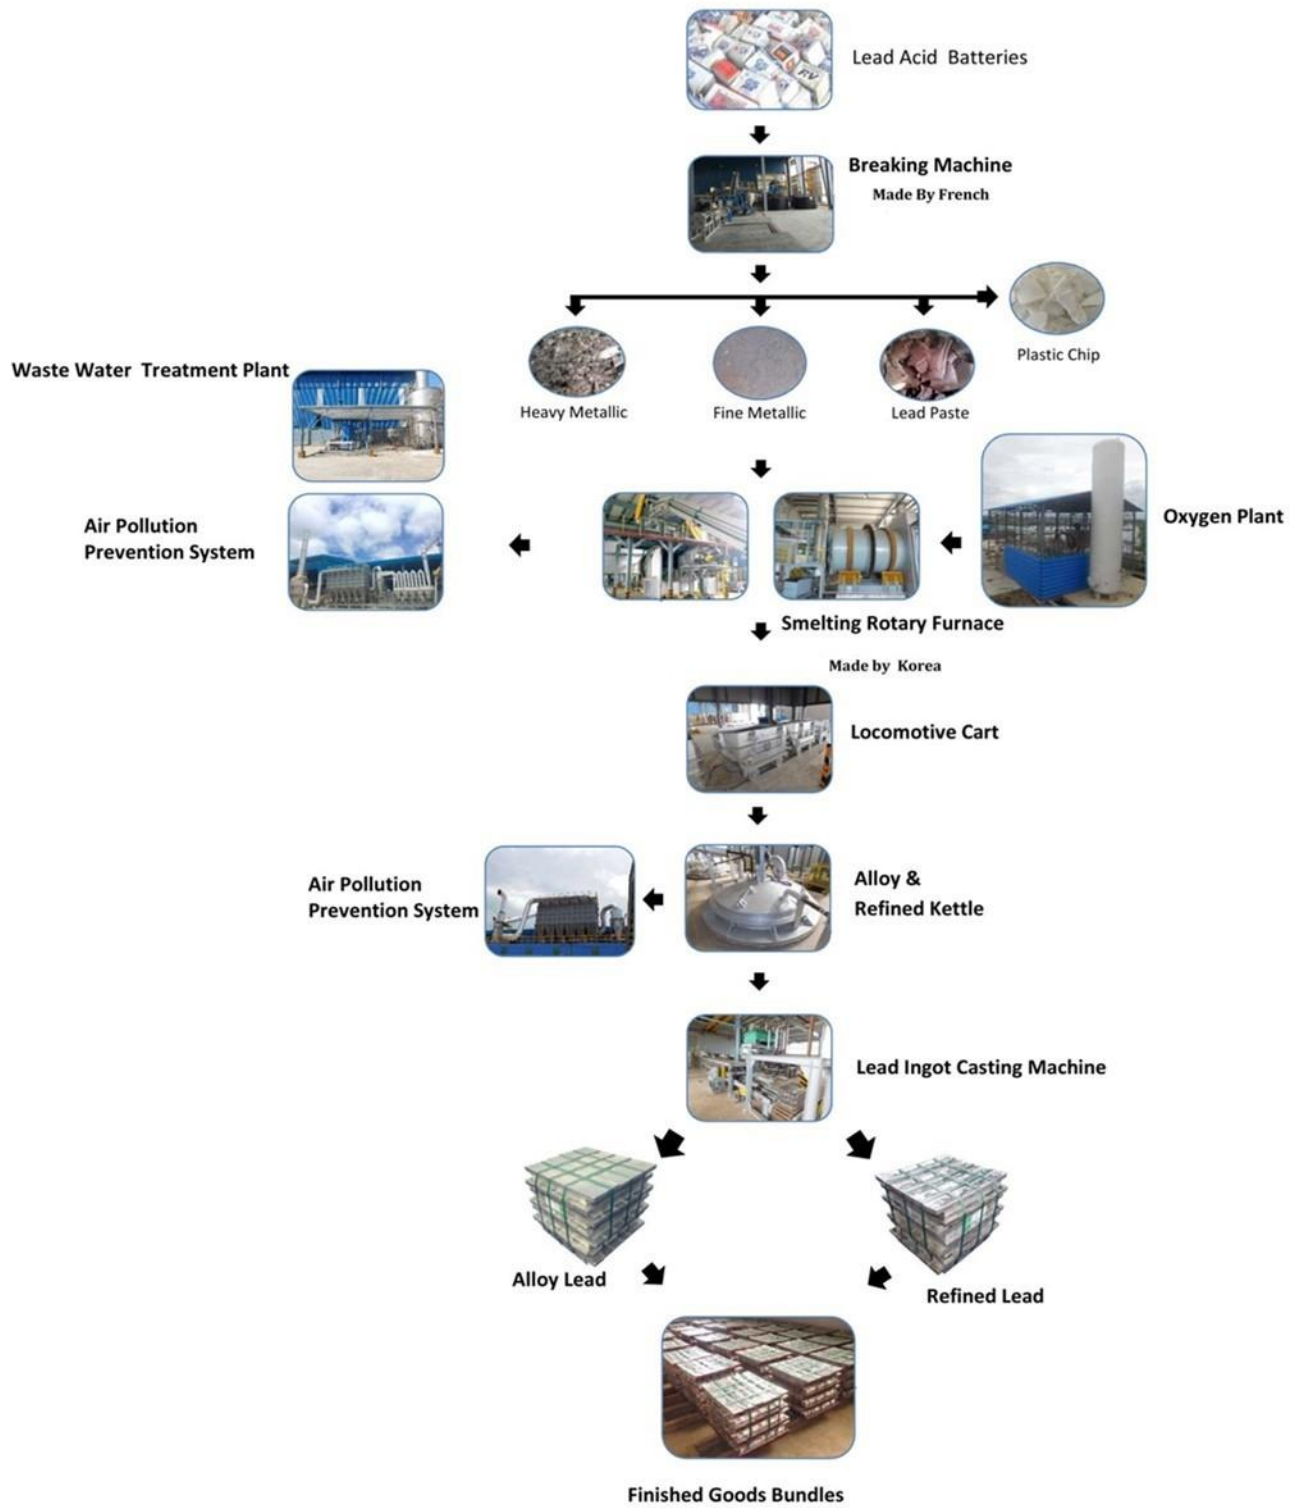 Lead Acid Batteries
Breaking Machine
Made By French
Plastic Chip
Heavy Metallic
Fine Metallic
Lead Paste
Waste Water Treatment Plant
Air Pollution
Prevention System
Oxygen Plant
Smelting Rotary Furnace
Made by Korea
Locomotive Cart
Air Pollution
Prevention System
Alloy &
Refined Kettle
Lead Ingot Casting Machine
Alloy Lead
Refined Lead
Finished Goods Bundles